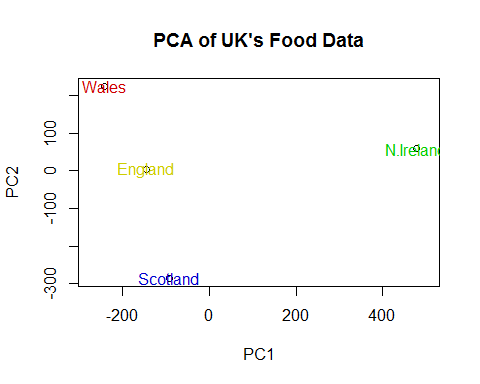 PCA of UK's Food Data
Wales
N.Ireland
England
Scotland
PC2
100
0
-100
-300
-200
0
200
400
PC1